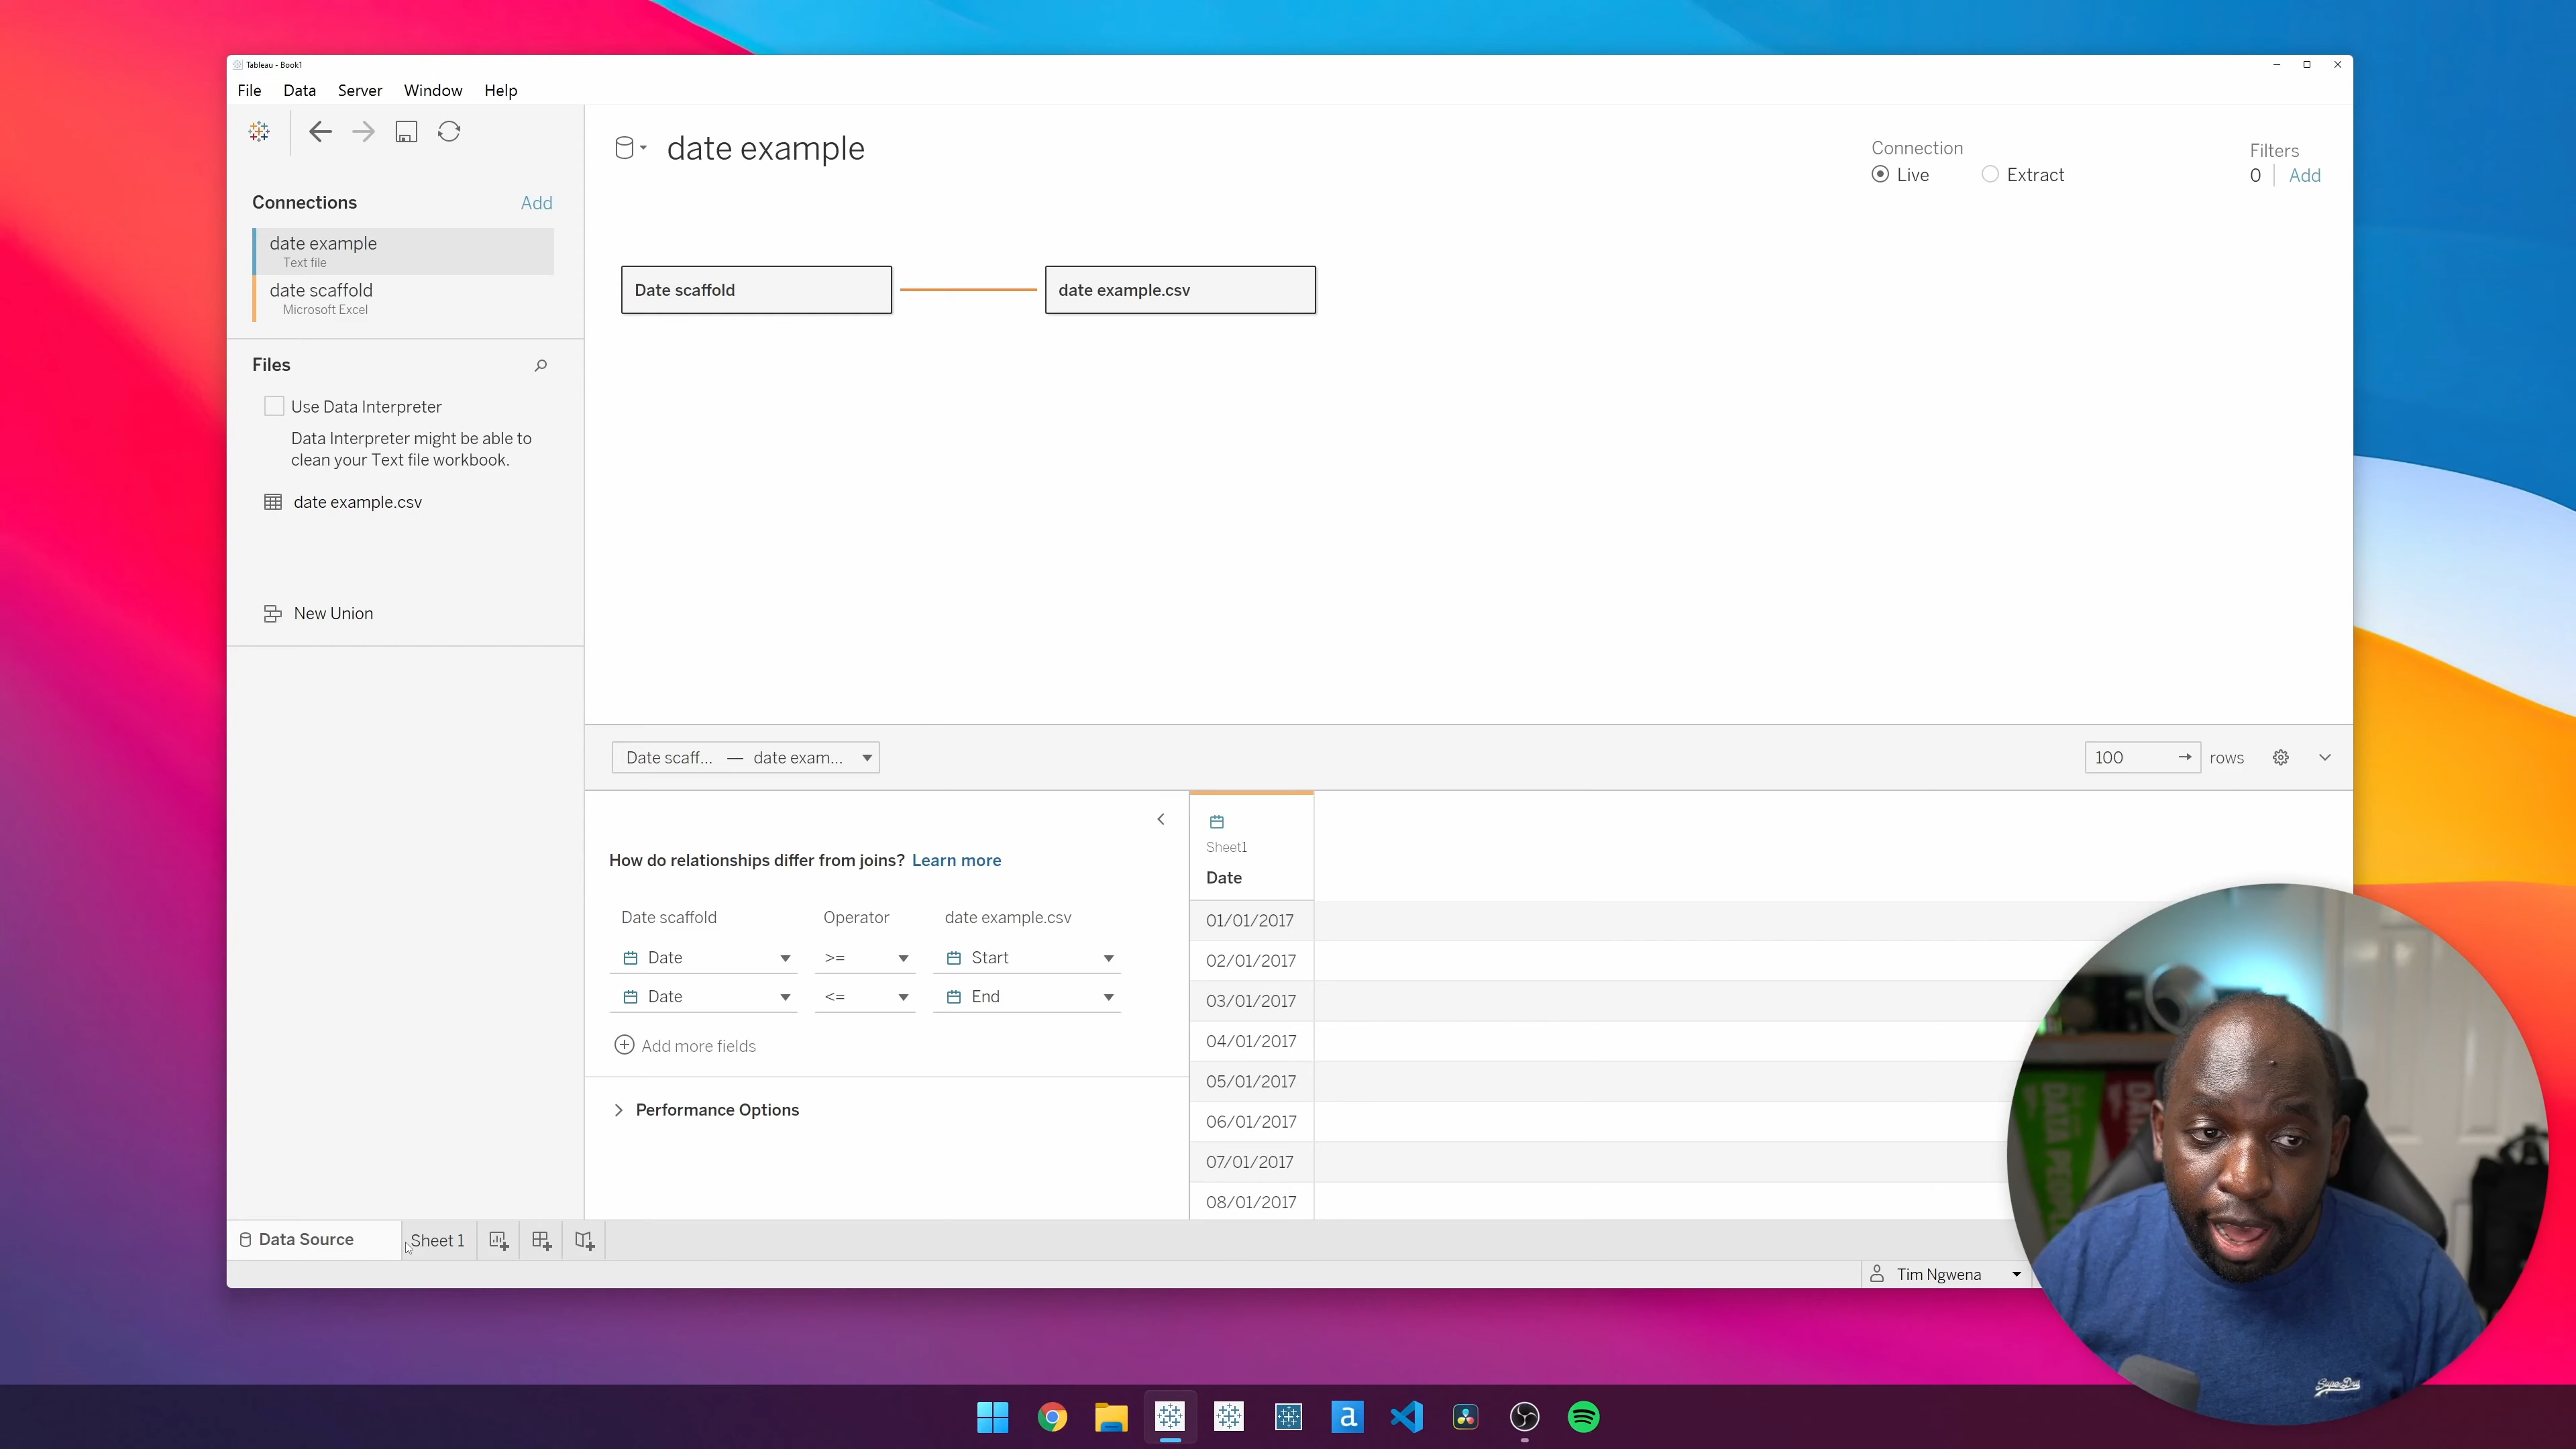 Tableau - Book1
File Data Server Window Help
date example
Connection
Live Extract
Filters
0 Add
Connections Add
date example
Text file
date scaffold
Microsoft Excel
Date scaffold
date example.csv
Files
Use Data Interpreter
Data Interpreter might be able to
clean your Text file workbook.
date example.csv
New Union
Date scaff... — date exam...
100 rows
How do relationships differ from joins? Learn more
Date scaffold Operator date example.csv
Date >= Start
Date <= End
Add more fields
Performance Options
Sheet1
Date
01/01/2017
02/01/2017
03/01/2017
04/01/2017
05/01/2017
06/01/2017
07/01/2017
08/01/2017
Data Source Sheet 1
Tim Ngwena
DATA PEOPLE
SuperDry